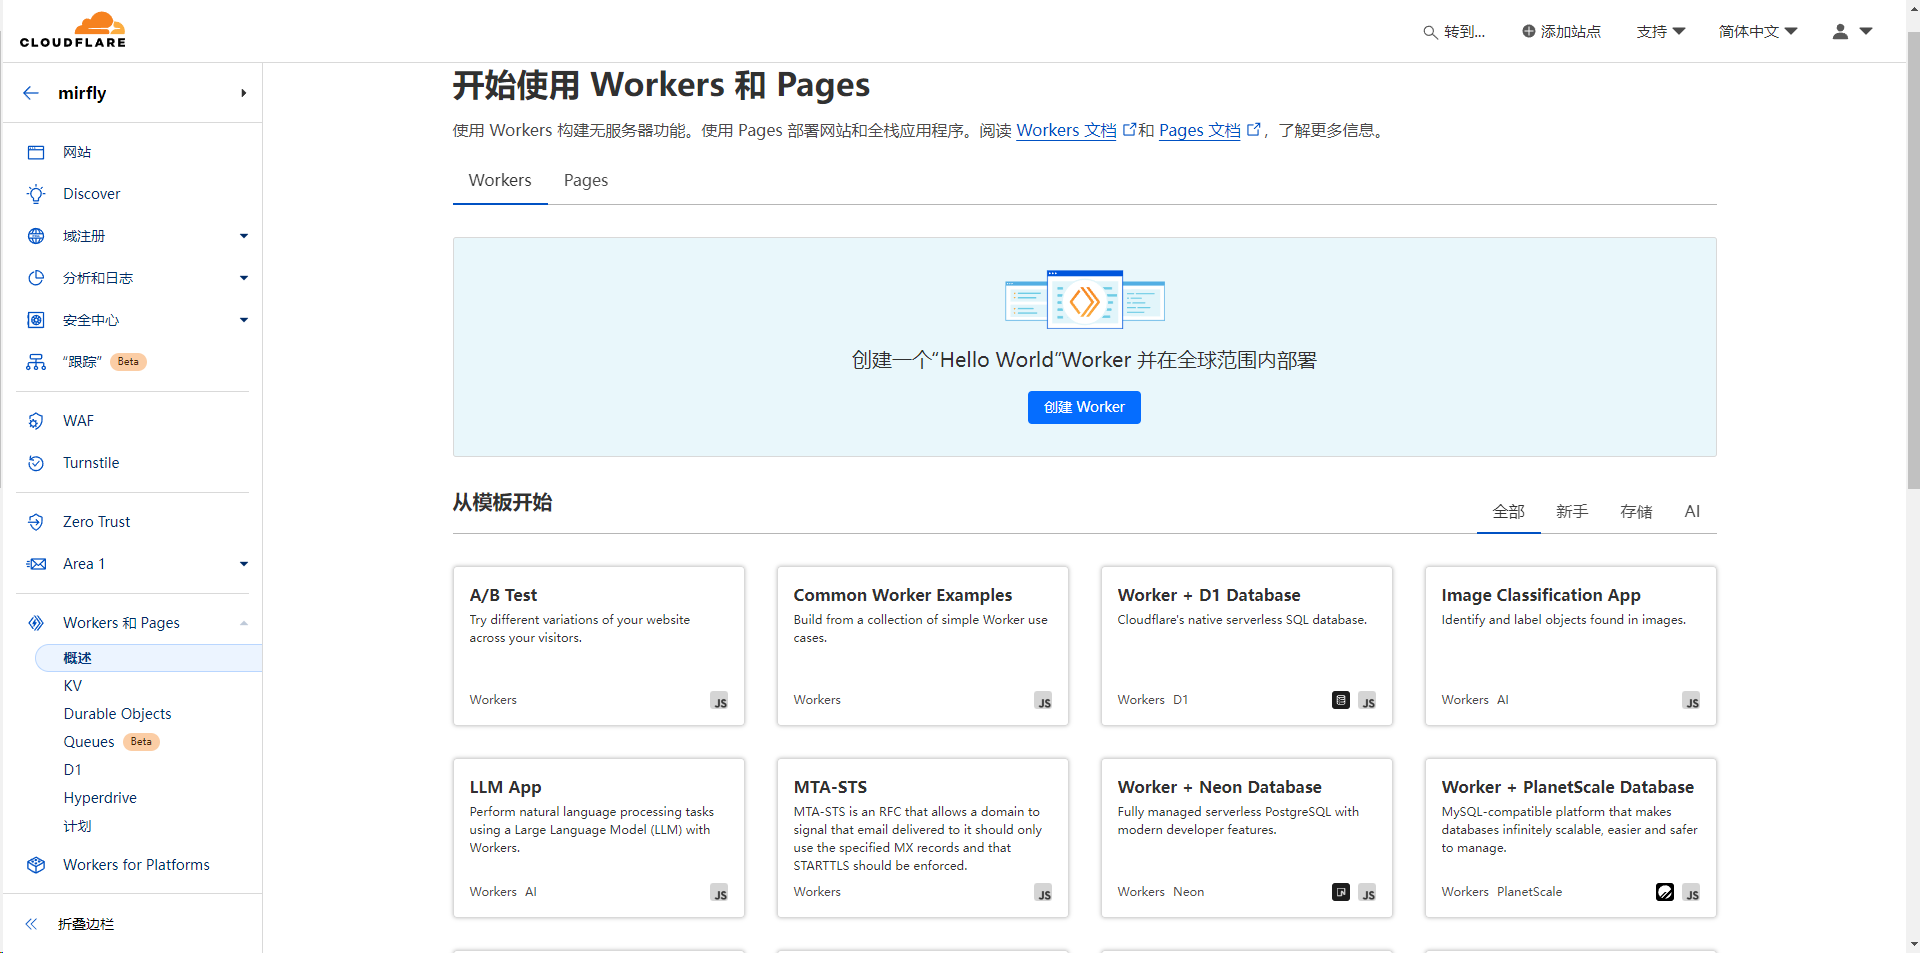 CLOUDFLARE
转到...
添加站点
支持
简体中文
mirfly
网站
Discover
域注册
分析和日志
安全中心
“跟踪” Beta
WAF
Turnstile
Zero Trust
Area 1
Workers 和 Pages
概述
KV
Durable Objects
Queues Beta
D1
Hyperdrive
计划
Workers for Platforms
折叠边栏
开始使用 Workers 和 Pages
使用 Workers 构建无服务器功能。使用 Pages 部署网站和全栈应用程序。阅读 Workers 文档 和 Pages 文档 ，了解更多信息。
Workers Pages
创建一个“Hello World”Worker 并在全球范围内部署
创建 Worker
从模板开始
全部 新手 存储 AI
A/B Test
Try different variations of your website
across your visitors.
Workers
JS
Common Worker Examples
Build from a collection of simple Worker use
cases.
Workers
JS
Worker + D1 Database
Cloudflare's native serverless SQL database.
Workers D1
JS
Image Classification App
Identify and label objects found in images.
Workers AI
JS
LLM App
Perform natural language processing tasks
using a Large Language Model (LLM) with
Workers.
Workers AI
JS
MTA-STS
MTA-STS is an RFC that allows a domain to
signal that email delivered to it should only
use the specified MX records and that
STARTTLS should be enforced.
Workers
JS
Worker + Neon Database
Fully managed serverless PostgreSQL with
modern developer features.
Workers Neon
JS
Worker + PlanetScale Database
MySQL-compatible platform that makes
databases infinitely scalable, easier and safer
to manage.
Workers PlanetScale
JS